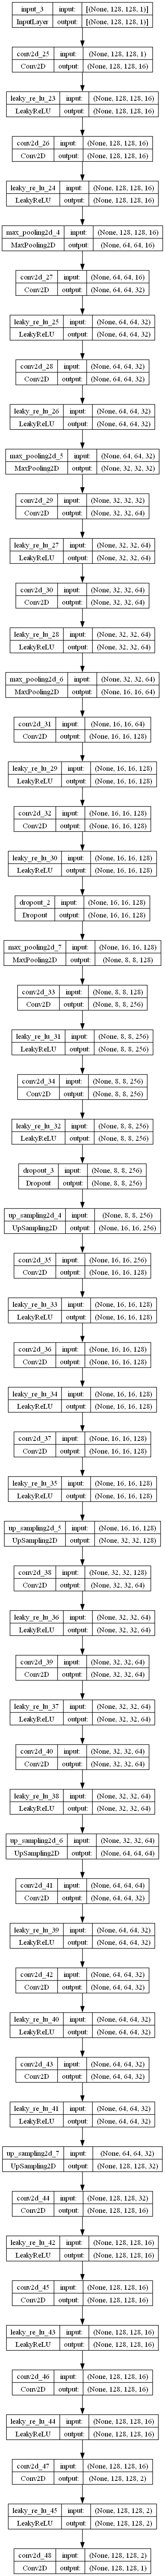 input_3 input: [(None, 128, 128, 1)]
InputLayer output: [(None, 128, 128, 1)]
conv2d_25 input: (None, 128, 128, 1)
Conv2D output: (None, 128, 128, 16)
leaky_re_lu_23 input: (None, 128, 128, 16)
LeakyReLU output: (None, 128, 128, 16)
conv2d_26 input: (None, 128, 128, 16)
Conv2D output: (None, 128, 128, 16)
leaky_re_lu_24 input: (None, 128, 128, 16)
LeakyReLU output: (None, 128, 128, 16)
max_pooling2d_4 input: (None, 128, 128, 16)
MaxPooling2D output: (None, 64, 64, 16)
conv2d_27 input: (None, 64, 64, 16)
Conv2D output: (None, 64, 64, 32)
leaky_re_lu_25 input: (None, 64, 64, 32)
LeakyReLU output: (None, 64, 64, 32)
conv2d_28 input: (None, 64, 64, 32)
Conv2D output: (None, 64, 64, 32)
leaky_re_lu_26 input: (None, 64, 64, 32)
LeakyReLU output: (None, 64, 64, 32)
max_pooling2d_5 input: (None, 64, 64, 32)
MaxPooling2D output: (None, 32, 32, 32)
conv2d_29 input: (None, 32, 32, 32)
Conv2D output: (None, 32, 32, 64)
leaky_re_lu_27 input: (None, 32, 32, 64)
LeakyReLU output: (None, 32, 32, 64)
conv2d_30 input: (None, 32, 32, 64)
Conv2D output: (None, 32, 32, 64)
leaky_re_lu_28 input: (None, 32, 32, 64)
LeakyReLU output: (None, 32, 32, 64)
max_pooling2d_6 input: (None, 32, 32, 64)
MaxPooling2D output: (None, 16, 16, 64)
conv2d_31 input: (None, 16, 16, 64)
Conv2D output: (None, 16, 16, 128)
leaky_re_lu_29 input: (None, 16, 16, 128)
LeakyReLU output: (None, 16, 16, 128)
conv2d_32 input: (None, 16, 16, 128)
Conv2D output: (None, 16, 16, 128)
leaky_re_lu_30 input: (None, 16, 16, 128)
LeakyReLU output: (None, 16, 16, 128)
dropout_2 input: (None, 16, 16, 128)
Dropout output: (None, 16, 16, 128)
max_pooling2d_7 input: (None, 16, 16, 128)
MaxPooling2D output: (None, 8, 8, 128)
conv2d_33 input: (None, 8, 8, 128)
Conv2D output: (None, 8, 8, 256)
leaky_re_lu_31 input: (None, 8, 8, 256)
LeakyReLU output: (None, 8, 8, 256)
conv2d_34 input: (None, 8, 8, 256)
Conv2D output: (None, 8, 8, 256)
leaky_re_lu_32 input: (None, 8, 8, 256)
LeakyReLU output: (None, 8, 8, 256)
dropout_3 input: (None, 8, 8, 256)
Dropout output: (None, 8, 8, 256)
up_sampling2d_4 input: (None, 8, 8, 256)
UpSampling2D output: (None, 16, 16, 256)
conv2d_35 input: (None, 16, 16, 256)
Conv2D output: (None, 16, 16, 128)
leaky_re_lu_33 input: (None, 16, 16, 128)
LeakyReLU output: (None, 16, 16, 128)
conv2d_36 input: (None, 16, 16, 128)
Conv2D output: (None, 16, 16, 128)
leaky_re_lu_34 input: (None, 16, 16, 128)
LeakyReLU output: (None, 16, 16, 128)
conv2d_37 input: (None, 16, 16, 128)
Conv2D output: (None, 16, 16, 128)
leaky_re_lu_35 input: (None, 16, 16, 128)
LeakyReLU output: (None, 16, 16, 128)
up_sampling2d_5 input: (None, 16, 16, 128)
UpSampling2D output: (None, 32, 32, 128)
conv2d_38 input: (None, 32, 32, 128)
Conv2D output: (None, 32, 32, 64)
leaky_re_lu_36 input: (None, 32, 32, 64)
LeakyReLU output: (None, 32, 32, 64)
conv2d_39 input: (None, 32, 32, 64)
Conv2D output: (None, 32, 32, 64)
leaky_re_lu_37 input: (None, 32, 32, 64)
LeakyReLU output: (None, 32, 32, 64)
conv2d_40 input: (None, 32, 32, 64)
Conv2D output: (None, 32, 32, 64)
leaky_re_lu_38 input: (None, 32, 32, 64)
LeakyReLU output: (None, 32, 32, 64)
up_sampling2d_6 input: (None, 32, 32, 64)
UpSampling2D output: (None, 64, 64, 64)
conv2d_41 input: (None, 64, 64, 64)
Conv2D output: (None, 64, 64, 32)
leaky_re_lu_39 input: (None, 64, 64, 32)
LeakyReLU output: (None, 64, 64, 32)
conv2d_42 input: (None, 64, 64, 32)
Conv2D output: (None, 64, 64, 32)
leaky_re_lu_40 input: (None, 64, 64, 32)
LeakyReLU output: (None, 64, 64, 32)
conv2d_43 input: (None, 64, 64, 32)
Conv2D output: (None, 64, 64, 32)
leaky_re_lu_41 input: (None, 64, 64, 32)
LeakyReLU output: (None, 64, 64, 32)
up_sampling2d_7 input: (None, 64, 64, 32)
UpSampling2D output: (None, 128, 128, 32)
conv2d_44 input: (None, 128, 128, 32)
Conv2D output: (None, 128, 128, 16)
leaky_re_lu_42 input: (None, 128, 128, 16)
LeakyReLU output: (None, 128, 128, 16)
conv2d_45 input: (None, 128, 128, 16)
Conv2D output: (None, 128, 128, 16)
leaky_re_lu_43 input: (None, 128, 128, 16)
LeakyReLU output: (None, 128, 128, 16)
conv2d_46 input: (None, 128, 128, 16)
Conv2D output: (None, 128, 128, 16)
leaky_re_lu_44 input: (None, 128, 128, 16)
LeakyReLU output: (None, 128, 128, 16)
conv2d_47 input: (None, 128, 128, 16)
Conv2D output: (None, 128, 128, 2)
leaky_re_lu_45 input: (None, 128, 128, 2)
LeakyReLU output: (None, 128, 128, 2)
conv2d_48 input: (None, 128, 128, 2)
Conv2D output: (None, 128, 128, 1)